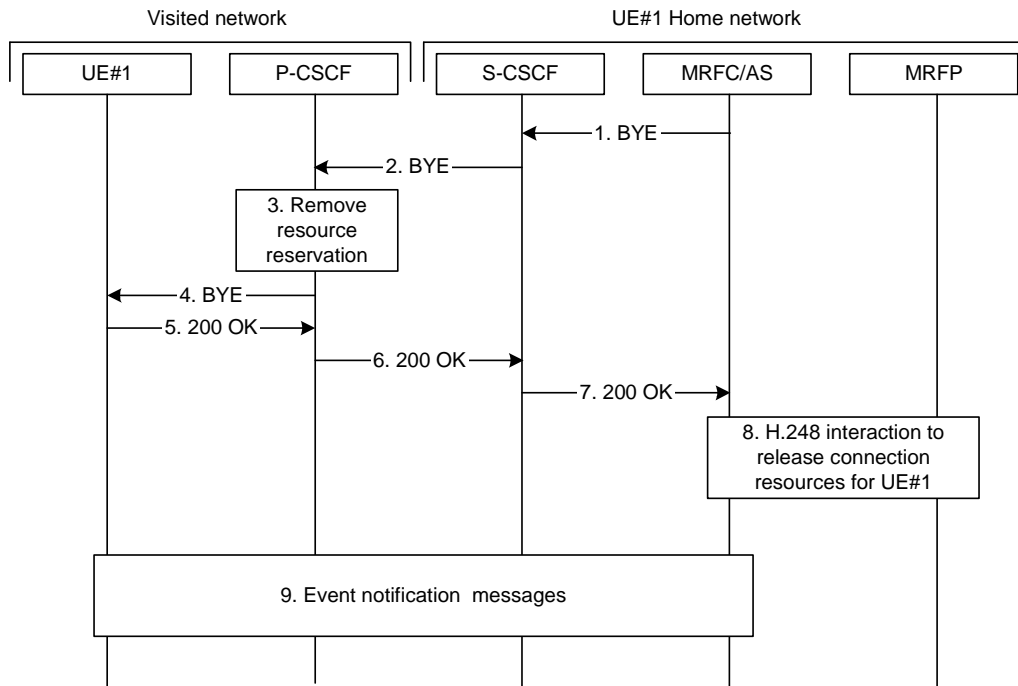 Visited network
UE#1 Home network
UE#1
P-CSCF
S-CSCF
MRFC/AS
MRFP
1. BYE
2. BYE
3. Remove
resource
reservation
4. BYE
5. 200 OK
6. 200 OK
7. 200 OK
8. H.248 interaction to
release connection
resources for UE#1
9. Event notification messages